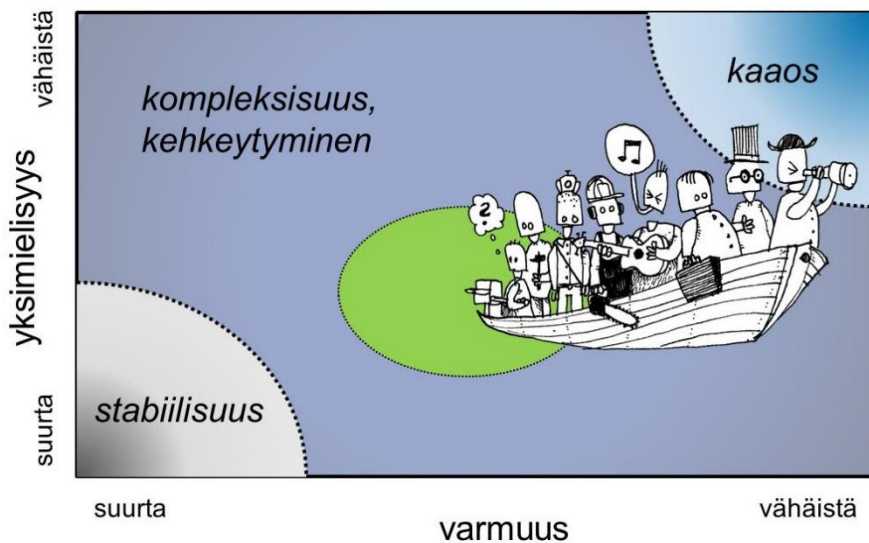 vähäistä
yksimielisyys
suurta
kaaos
kompleksisuus,
kehkeytyminen
?
stabiilisuus
suurta
vähäistä
varmuus